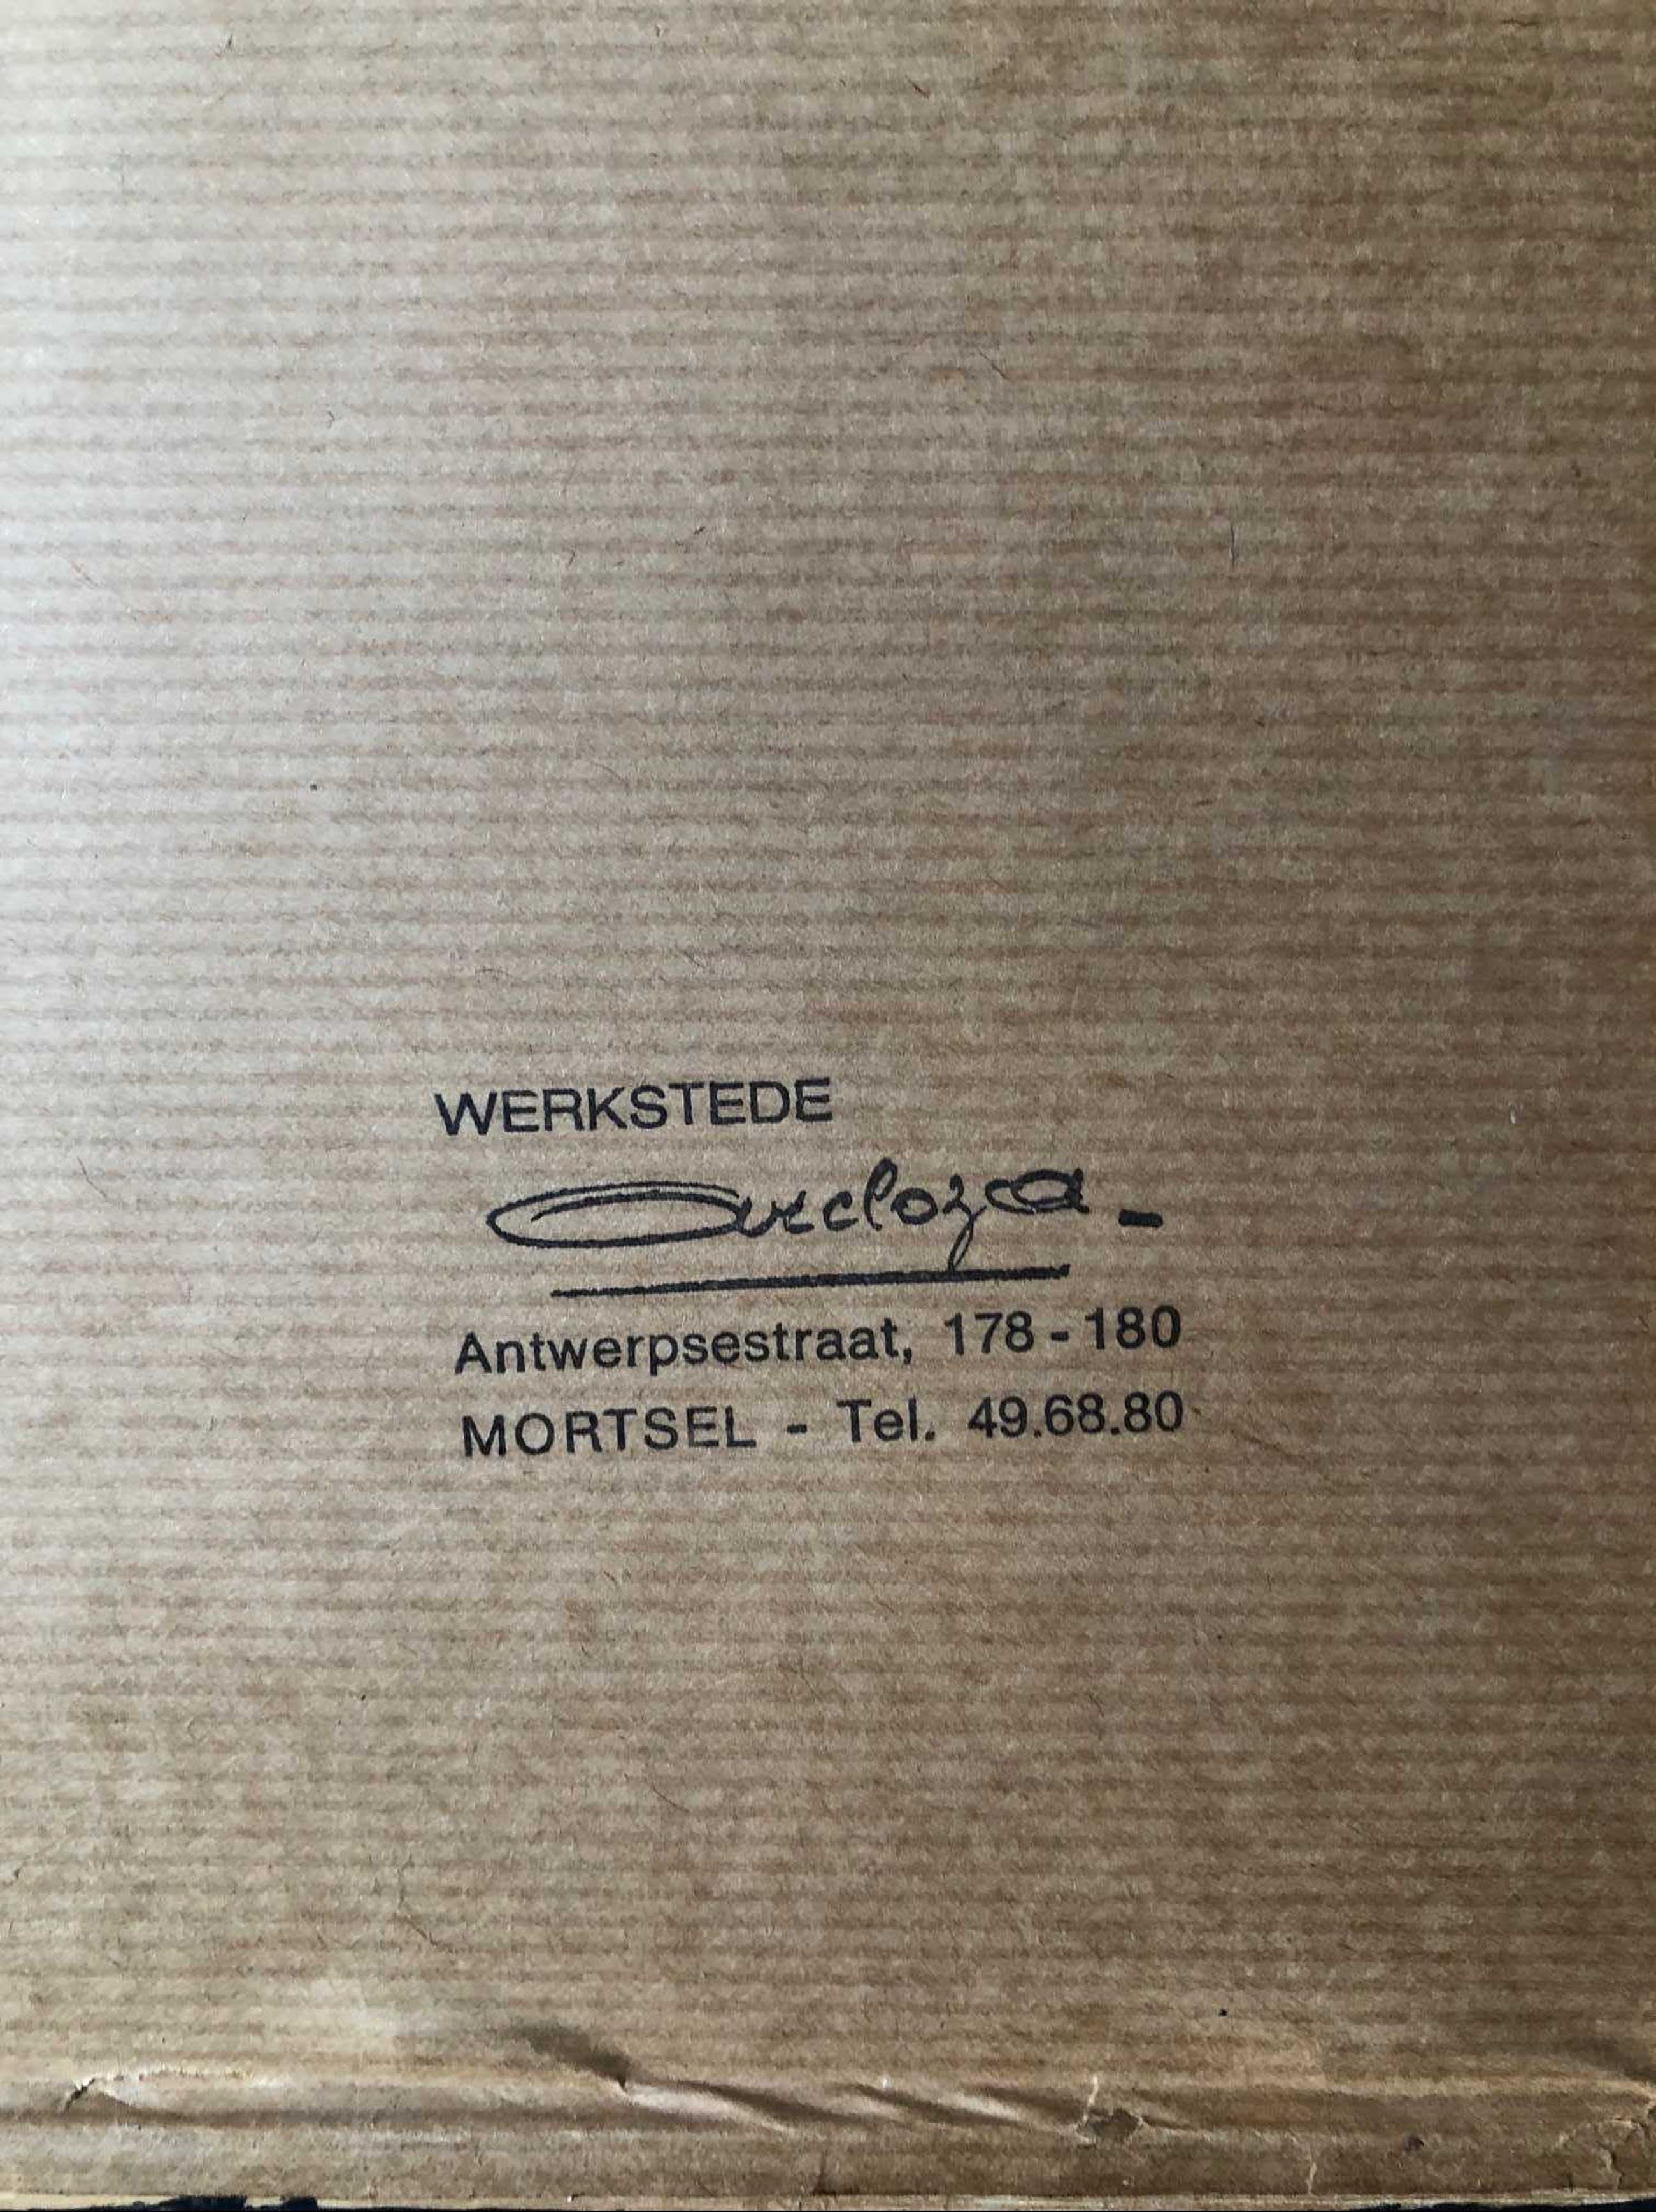 WERKSTEDE
Antwerpsestraat, 178-180
MORTSEL - Tel. 49.68.80